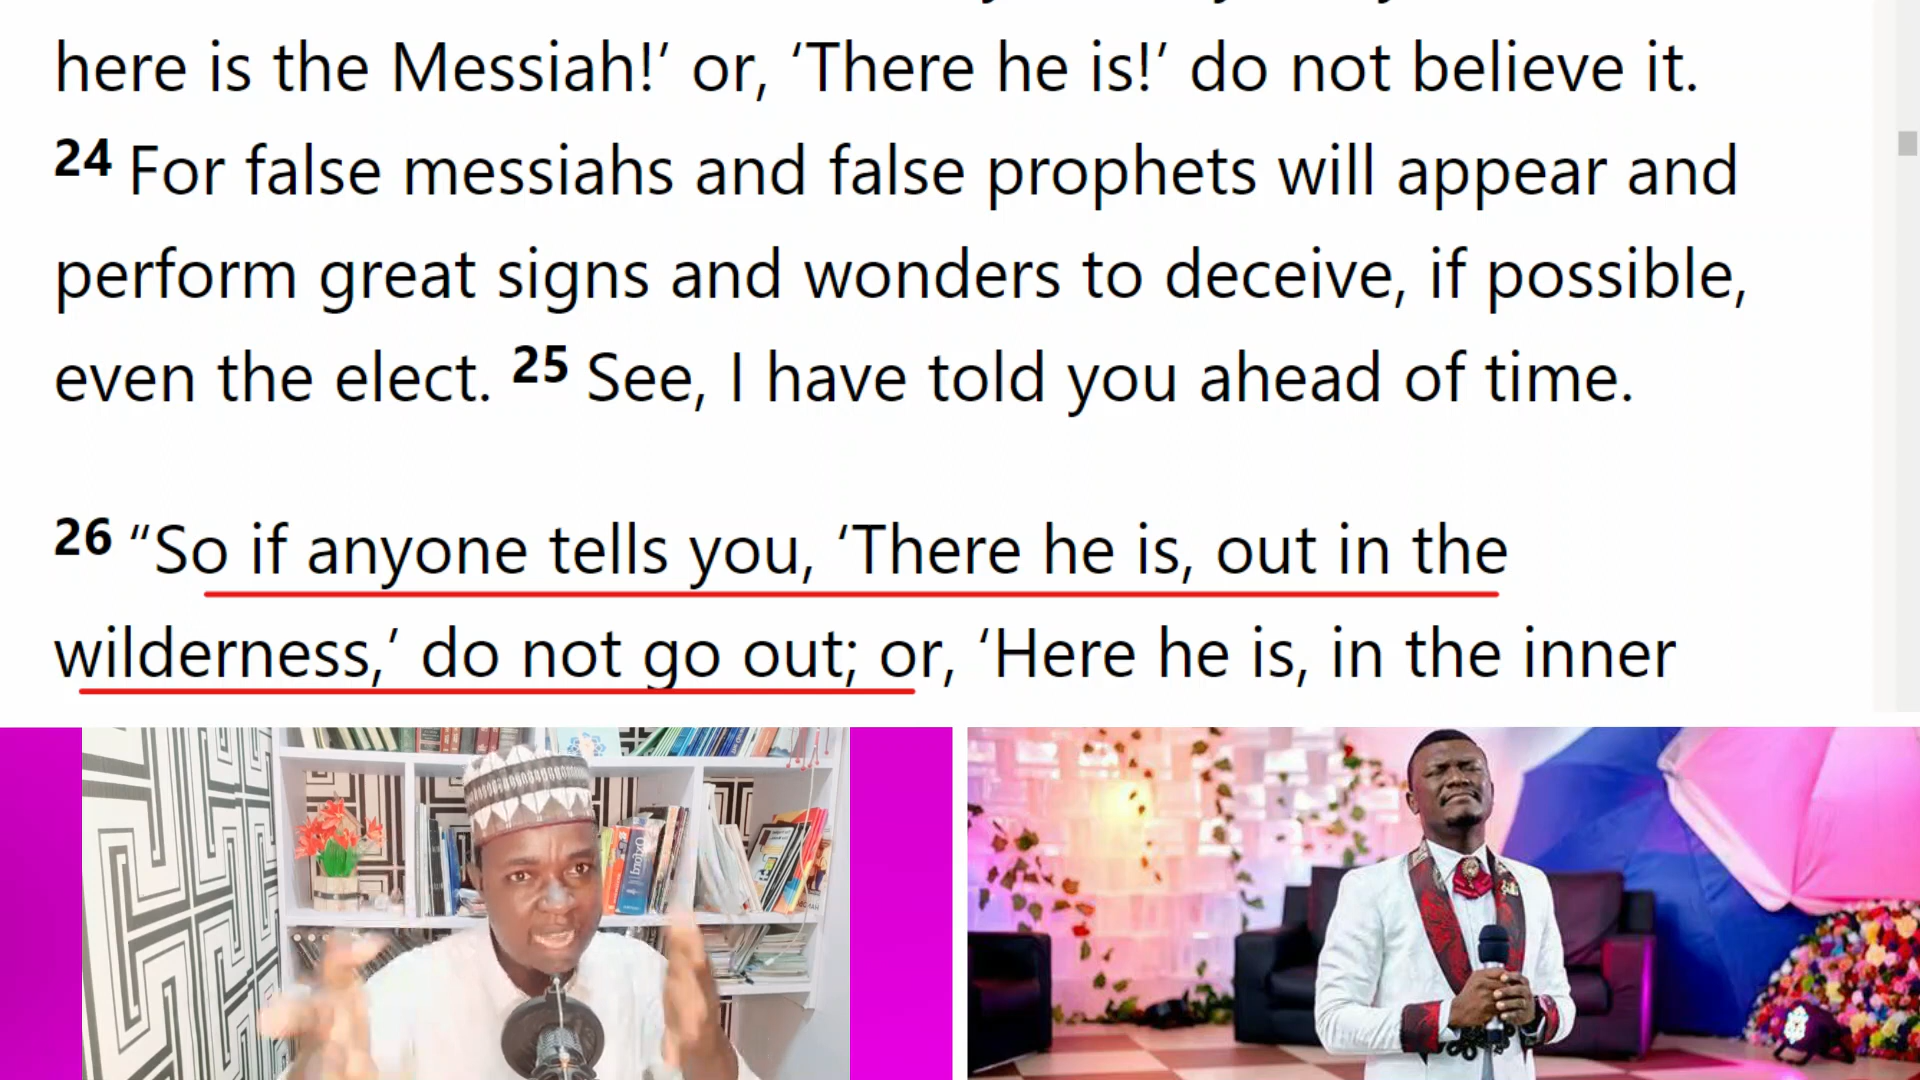 here is the Messiah!’ or, ‘There he is!’ do not believe it.
24 For false messiahs and false prophets will appear and
perform great signs and wonders to deceive, if possible,
even the elect. 25 See, I have told you ahead of time.
26 “So if anyone tells you, ‘There he is, out in the
wilderness,’ do not go out; or, ‘Here he is, in the inner
Oxford